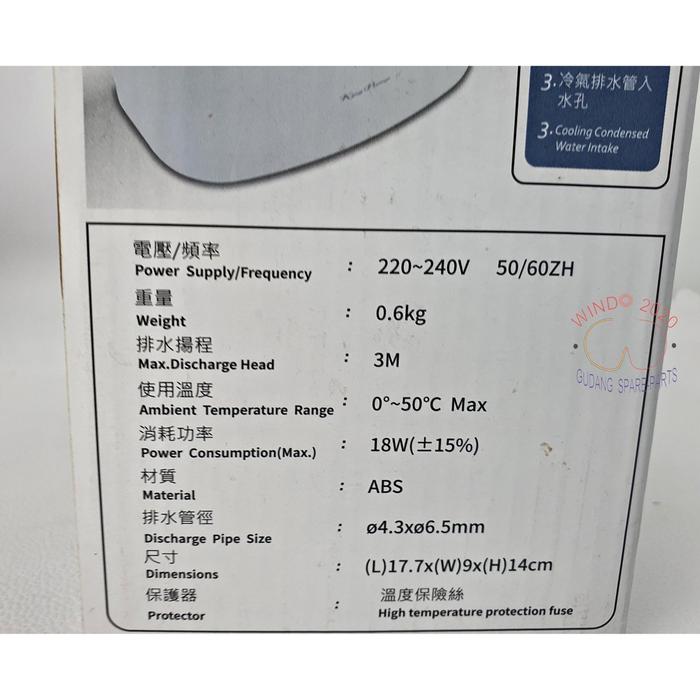 3.冷氣排水管入
水孔
3.Cooling Condensed
Water Intake
電壓/頻率
Power Supply/Frequency : 220~240V 50/60ZH
重量
Weight : 0.6kg
排水揚程
Max.Discharge Head : 3M
使用溫度
Ambient Temperature Range : 0°~50℃ Max
消耗功率
Power Consumption(Max.) : 18W(±15%)
材質
Material : ABS
排水管徑
Discharge Pipe Size : ø4.3xø6.5mm
尺寸
Dimensions : (L)17.7x(W)9x(H)14cm
保護器 : 溫度保險絲
Protector High temperature protection fuse
WINDO 2020
GUDANG SPAREPARTS